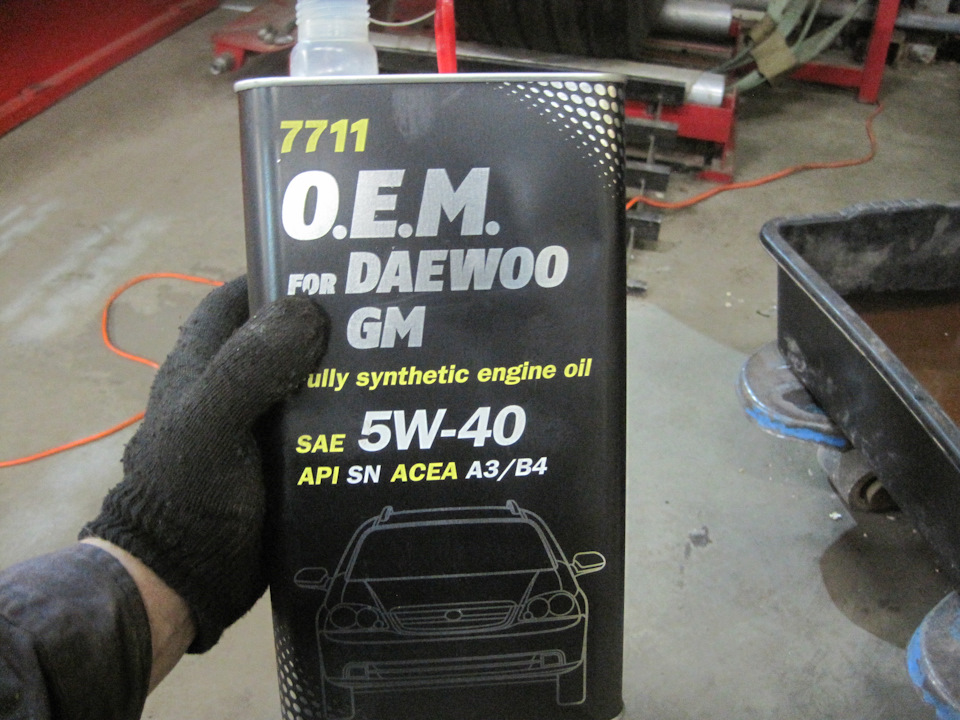 7711
O.E.M.
FOR DAEWOO
GM
ully synthetic engine oil
SAE 5W-40
API SN ACEA A3/B4